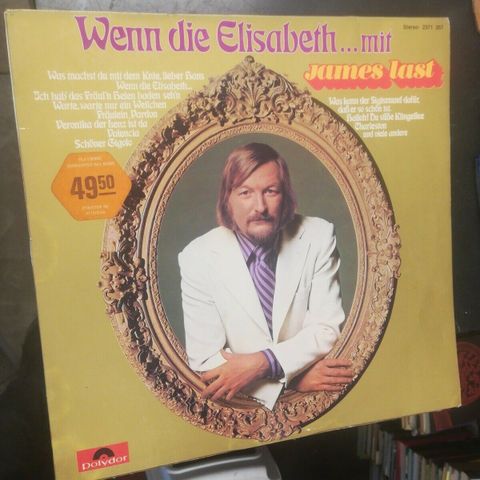 Stereo 2371 357
Wenn die Elisabeth...mit
james last
Was machst du mit dem Knie, lieber Hans
Wenn die Elisabeth...
Ich hab' das Fräul'n Helen baden seh'n
Warte, warte nur ein Weilchen
Fräulein, Pardon
Veronika der Lenz ist da
Valencia
Schöner Gigolo
Was kann der Sigismund dafür,
daß er so schön ist
Halloh! Du süße Klingelfee
Charleston
und viele andere
49.50
Polydor